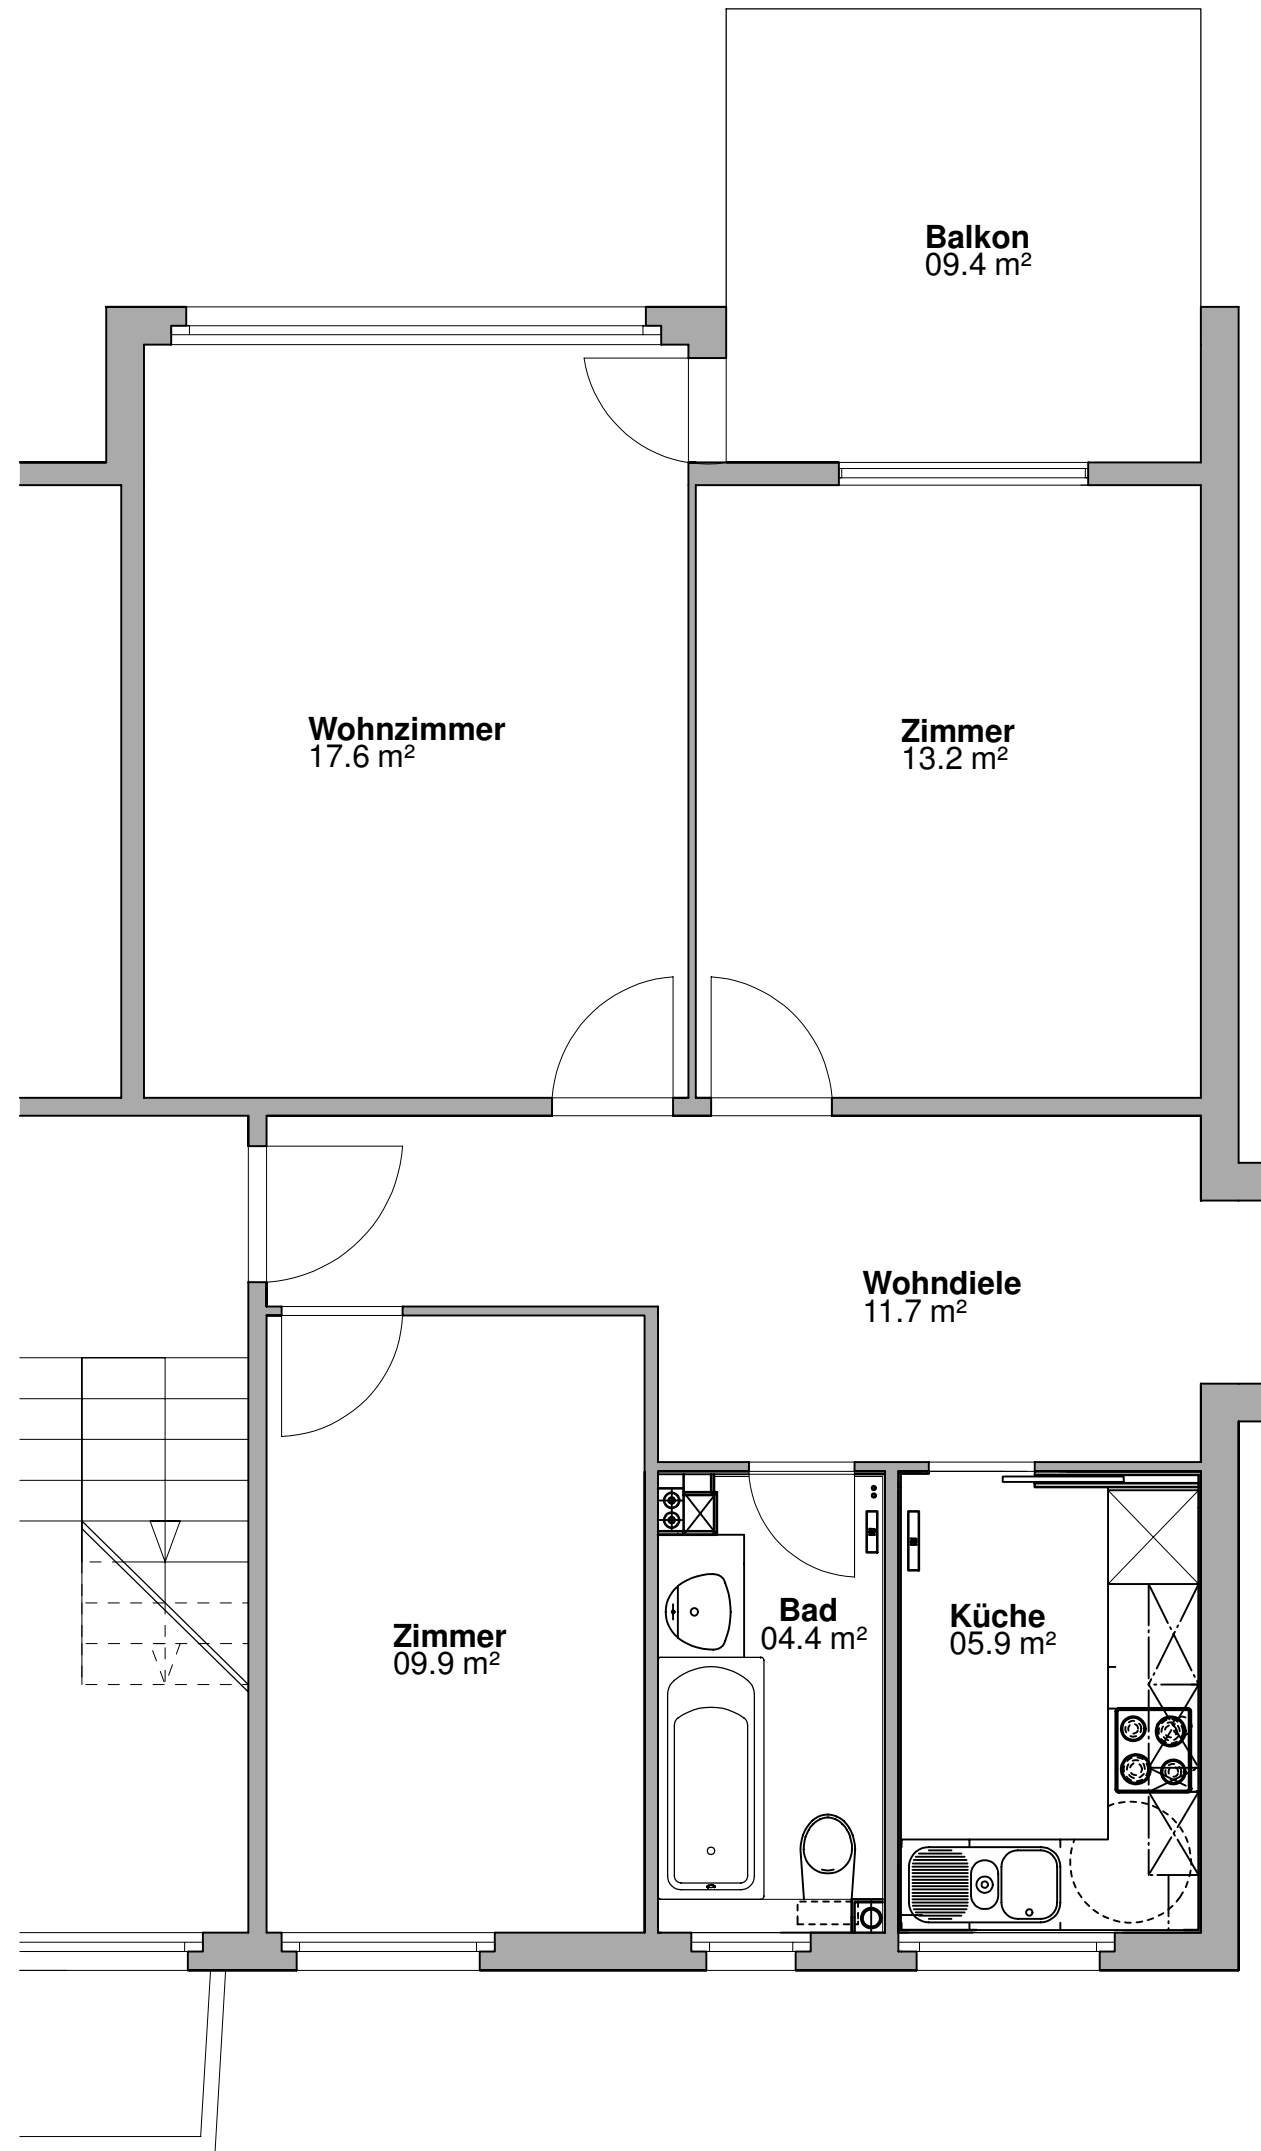 Balkon
09.4 m²
Wohnzimmer
17.6 m²
Zimmer
13.2 m²
Wohndiele
11.7 m²
Zimmer
09.9 m²
Bad
04.4 m²
Küche
05.9 m²